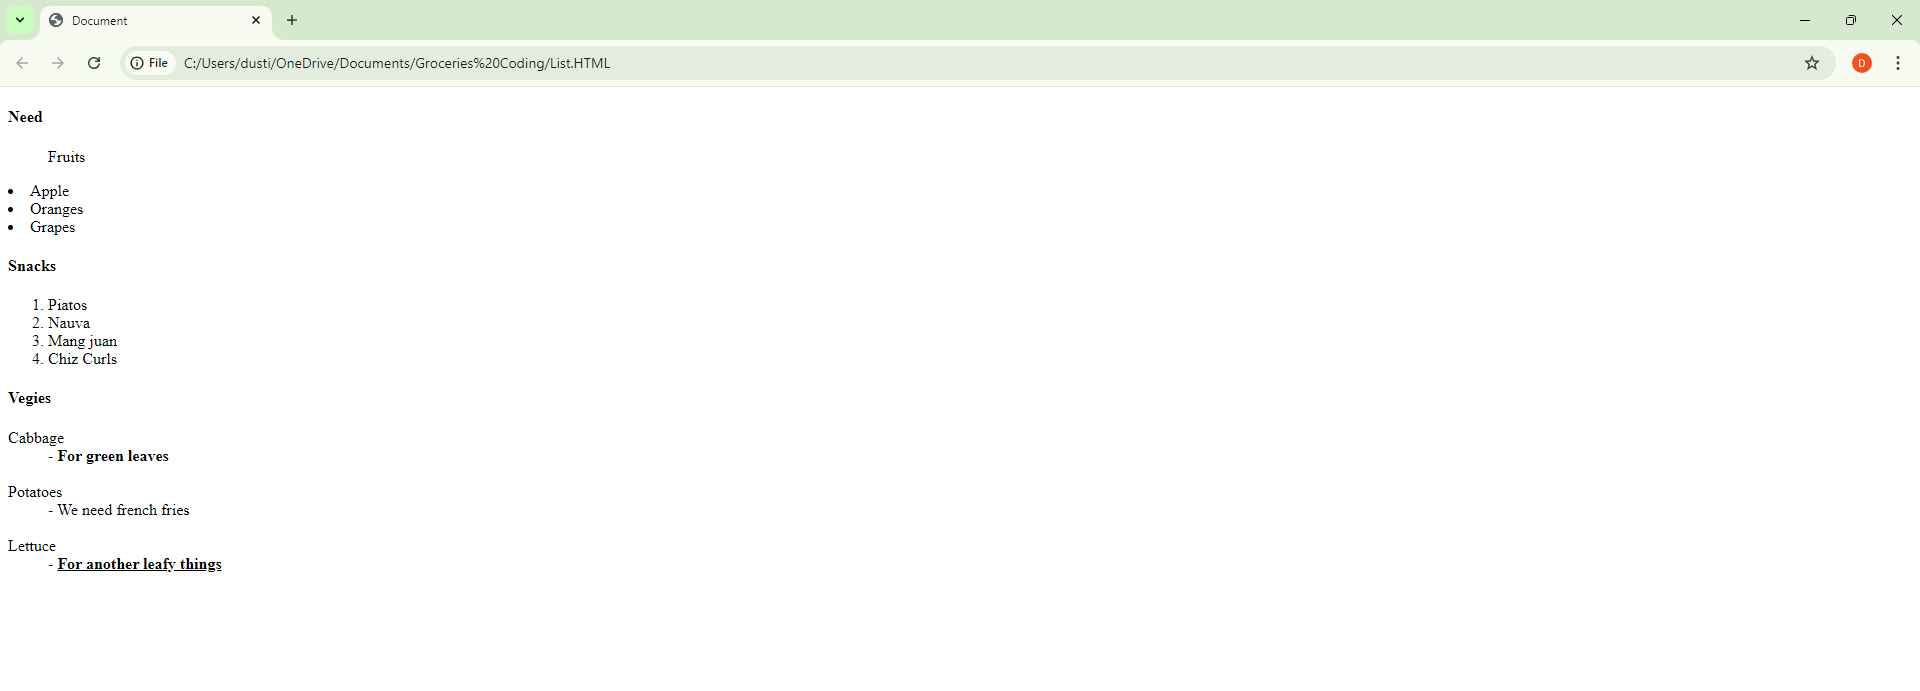 Document
File C:/Users/dusti/OneDrive/Documents/Groceries%20Coding/List.HTML
D
Need
Fruits
• Apple
• Oranges
• Grapes
Snacks
1. Piatos
2. Nauva
3. Mang juan
4. Chiz Curls
Vegies
Cabbage
- For green leaves
Potatoes
- We need french fries
Lettuce
- For another leafy things